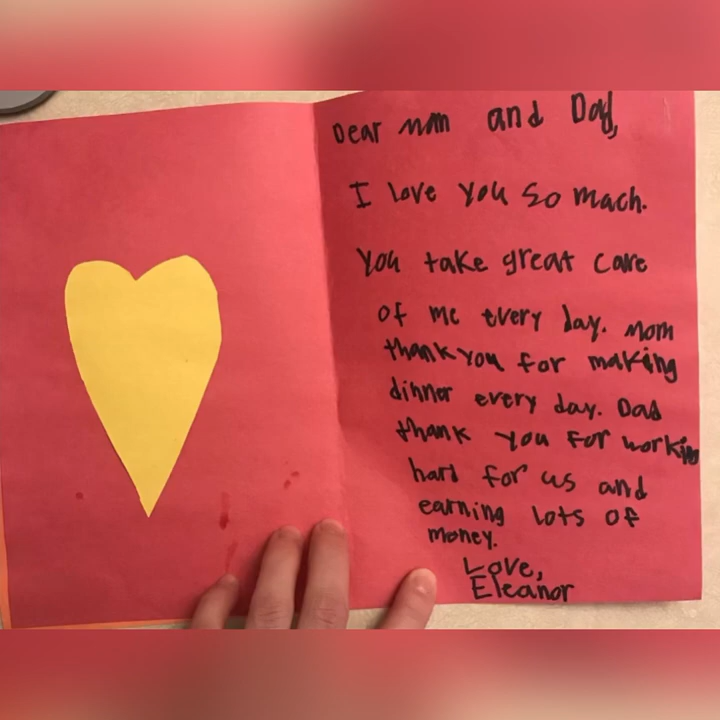 Dear mom and Dad,
I love you so mach.
You take great care
of me every day. Mom
thank you for making
dinner every day. Dad
thank you for workin
hard for us and
earning lots of
money.
Love,
Eleanor